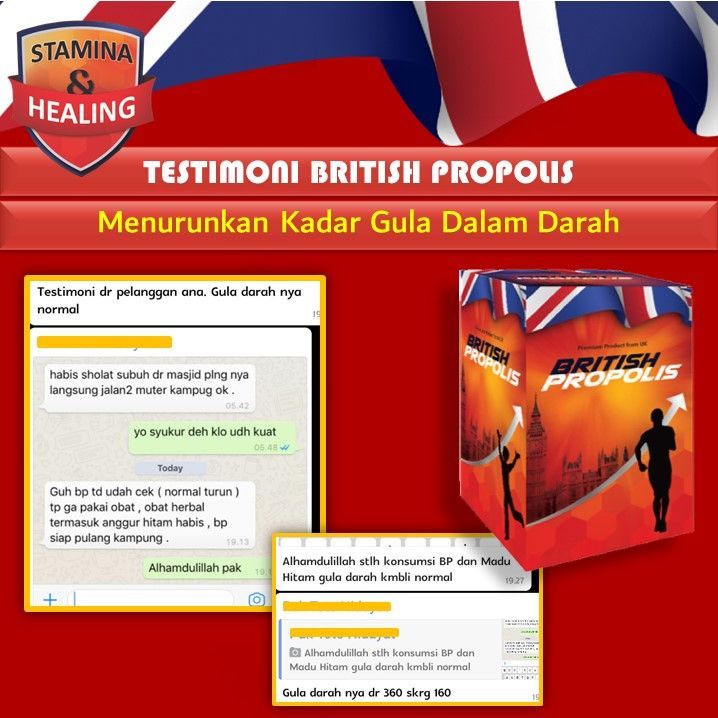 STAMINA
&
HEALING
TESTIMONI BRITISH PROPOLIS
Menurunkan Kadar Gula Dalam Darah
Testimoni dr pelanggan ana. Gula darah nya
normal
19
habis sholat subuh dr masjid plng nya
langsung jalan2 muter kampug ok .
05.42
yo syukur deh klo udh kuat
05.48
Today
Guh bp td udah cek ( normal turun )
tp ga pakai obat , obat herbal
termasuk anggur hitam habis , bp
siap pulang kampung .
19.13
Alhamdulillah pak
Alhamdulillah stlh konsumsi BP dan Madu
Hitam gula darah kmbli normal
19.27
Alhamdulillah stlh konsumsi BP dan
Madu Hitam gula darah kmbli normal
Gula darah nya dr 360 skrg 160
19
Premium Product from UK
BRITISH
PROPOLIS
BRITISH
PROPOLIS